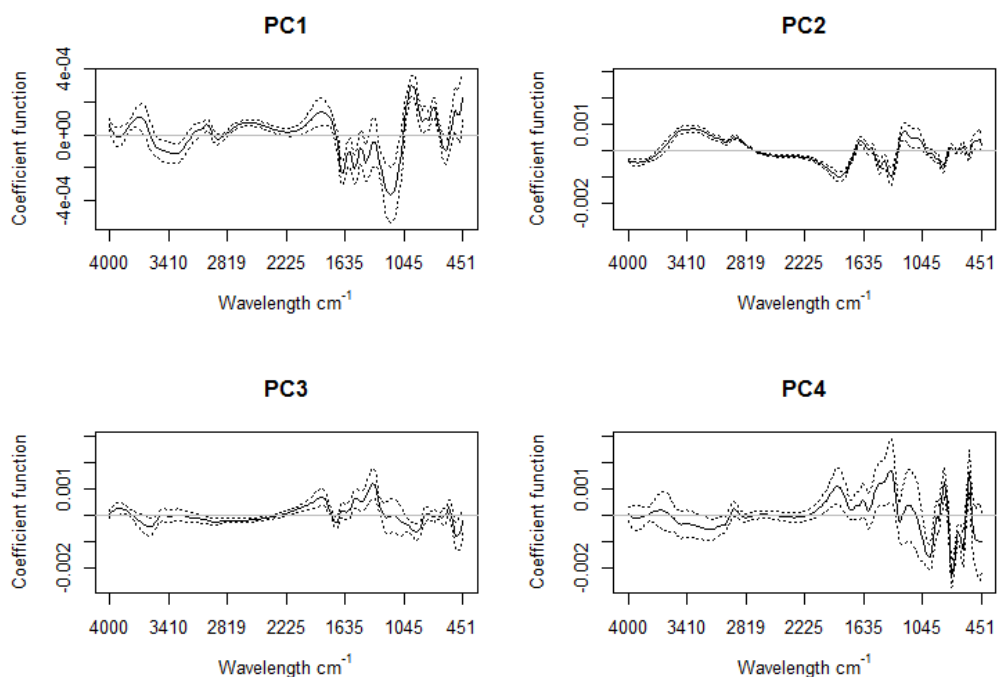 PC1
Coefficient function
4e-04
0e+00
-4e-04
4000 3410 2819 2225 1635 1045 451
Wavelength cm⁻¹
PC2
Coefficient function
0.001
-0.002
4000 3410 2819 2225 1635 1045 451
Wavelength cm⁻¹
PC3
Coefficient function
0.001
-0.002
4000 3410 2819 2225 1635 1045 451
Wavelength cm⁻¹
PC4
Coefficient function
0.001
-0.002
4000 3410 2819 2225 1635 1045 451
Wavelength cm⁻¹